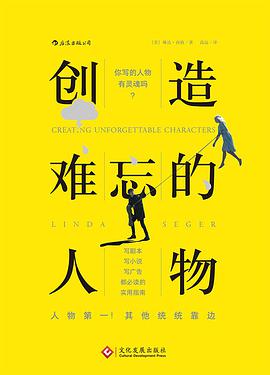 后浪出版公司
[美] 琳达·西格 著
高远 译
你写的人物
有灵魂吗
?
创造
CREATING UNFORGETTABLE CHARACTERS
难忘的
LINDA SEGER
人物
写剧本
写小说
写广告
都必读的
实用指南
人物第一！其他统统靠边
文化发展出版社
Cultural Development Press